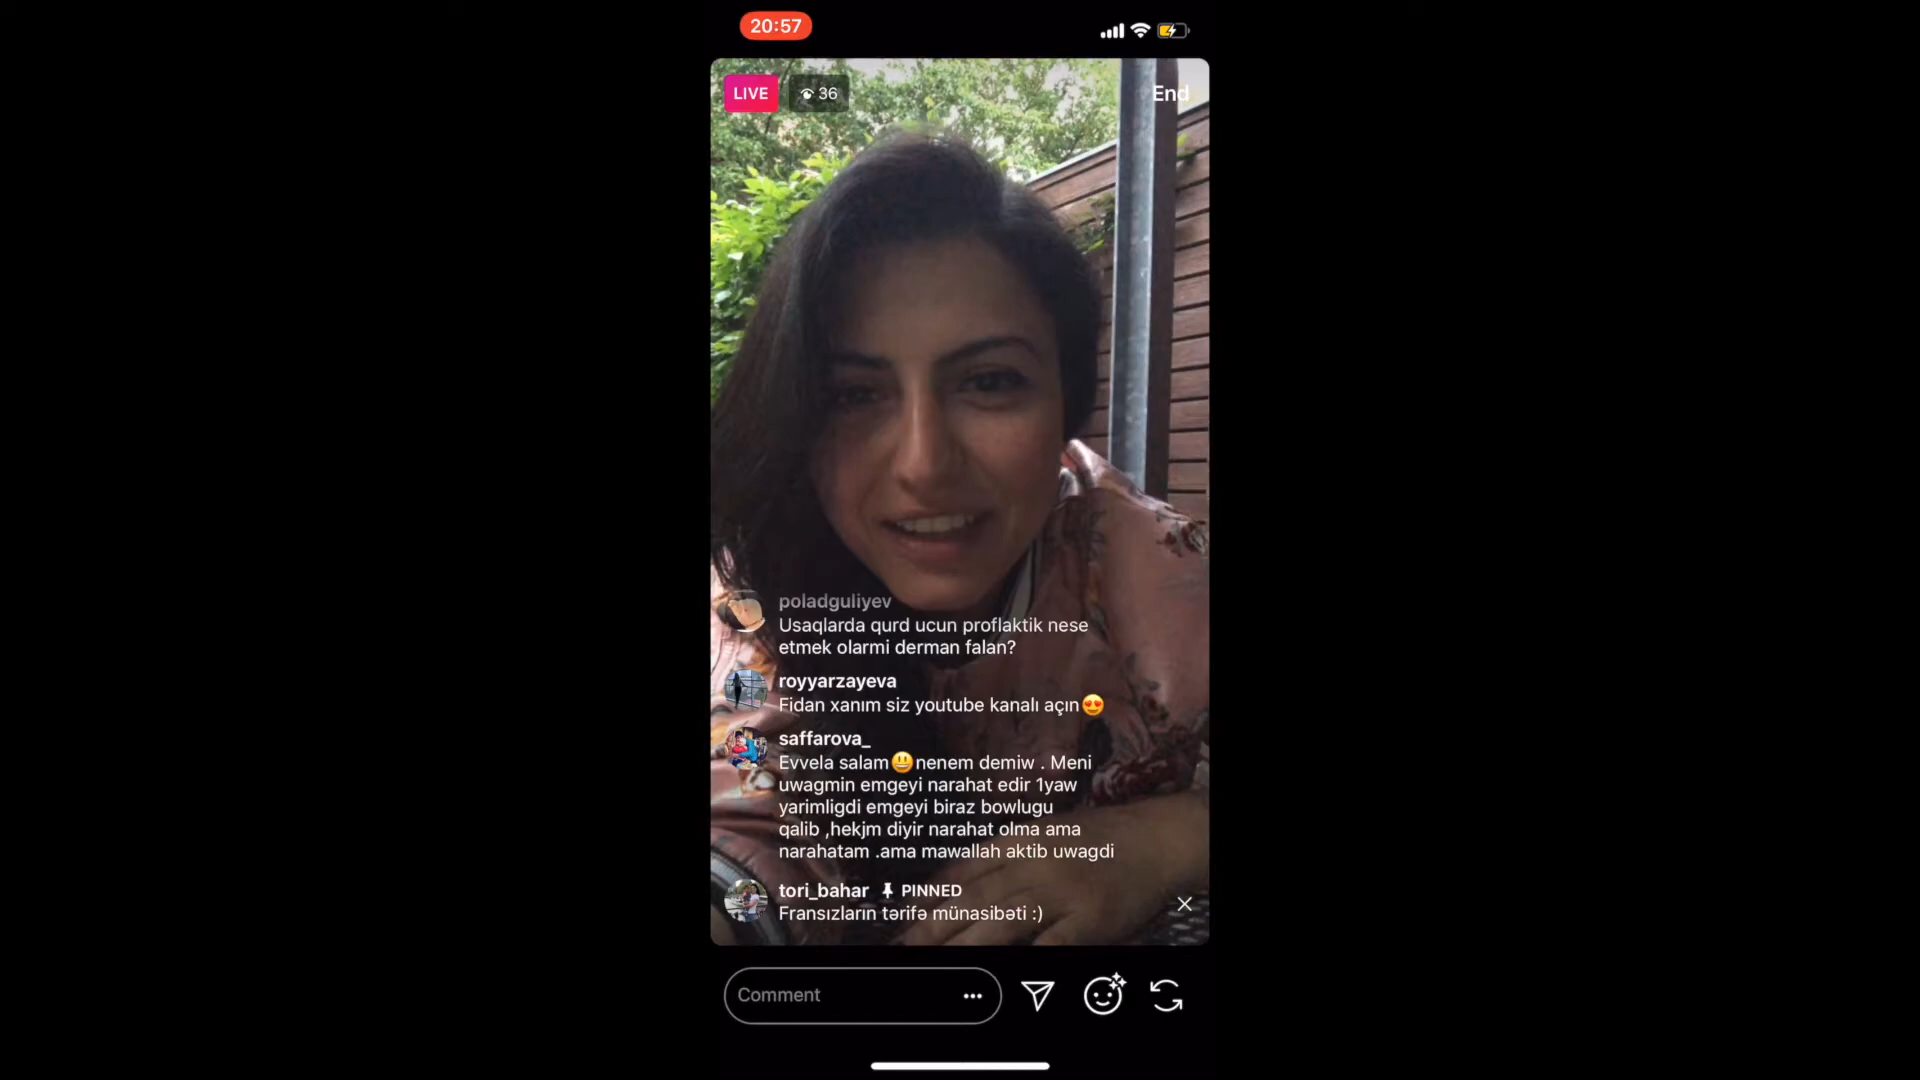 20:57
LIVE
36
End
poladguliyev
Usaqlarda qurd ucun proflaktik nese
etmek olarmi derman falan?
royyarzayeva
Fidan xanım siz youtube kanalı açın😍
saffarova_
Evvela salam😃nenem demiw . Meni
uwagmin emgeyi narahat edir 1yaw
yarimligdi emgeyi biraz bowlugu
qalib ,hekjm diyir narahat olma ama
narahatam .ama mawallah aktib uwagdi
tori_bahar PINNED
Fransızların tərifə münasibəti :)
Comment